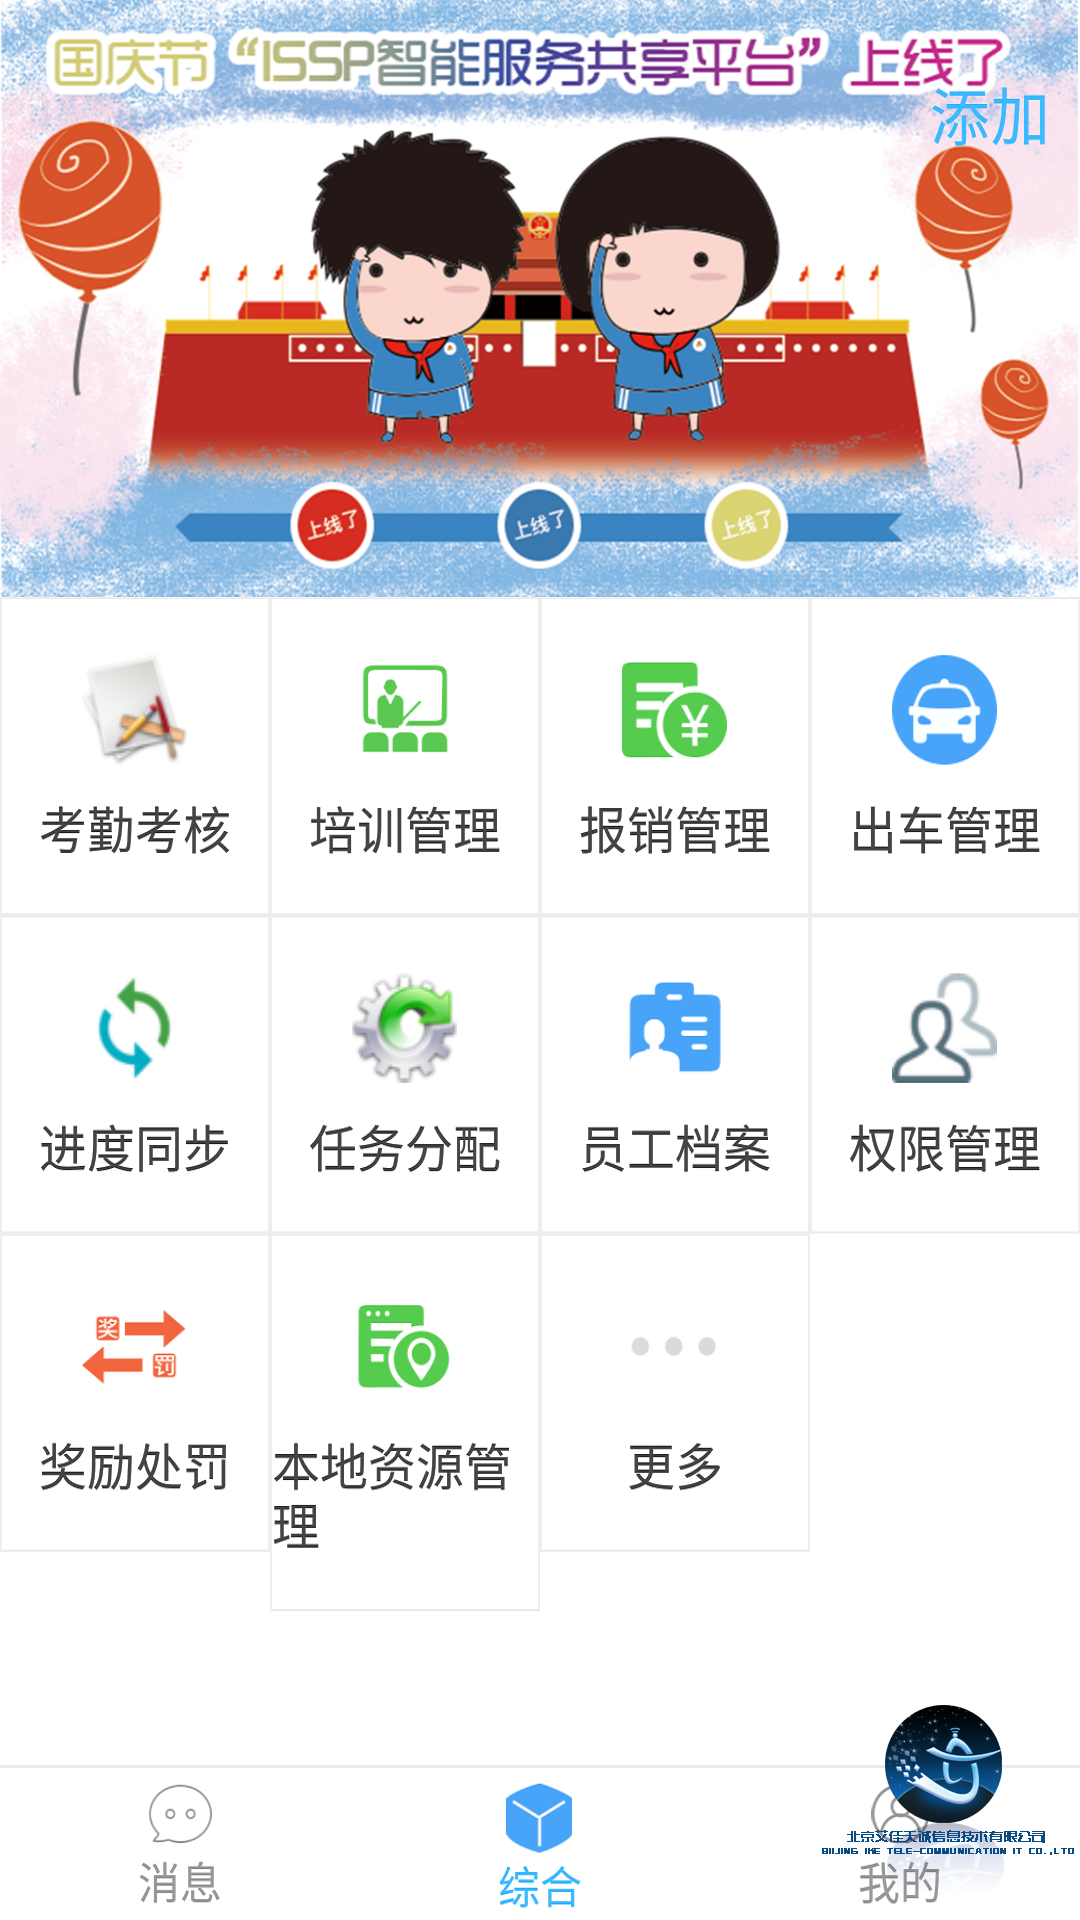 国庆节“ISSP智能服务共享平台”上线了
添加
上线了
上线了
上线了
考勤考核
培训管理
报销管理
出车管理
进度同步
任务分配
员工档案
权限管理
奖
罚
奖励处罚
本地资源管
理
更多
消息
综合
我的
北京艾佳天诚信息技术有限公司
BIJING IKE TELE-COMMUNICATION IT CO.,LTD